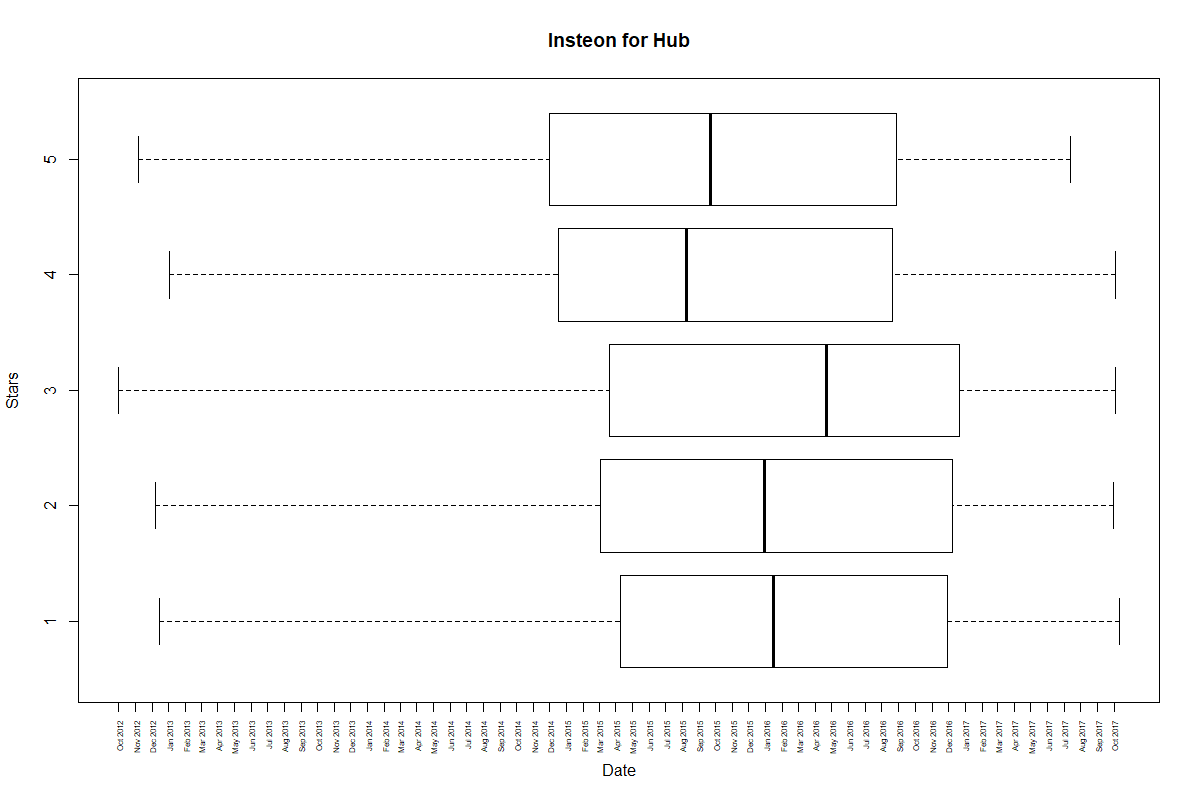 Insteon for Hub
Stars
5
4
3
2
1
Oct 2012
Nov 2012
Dec 2012
Jan 2013
Feb 2013
Mar 2013
Apr 2013
May 2013
Jun 2013
Jul 2013
Aug 2013
Sep 2013
Oct 2013
Nov 2013
Dec 2013
Jan 2014
Feb 2014
Mar 2014
Apr 2014
May 2014
Jun 2014
Jul 2014
Aug 2014
Sep 2014
Oct 2014
Nov 2014
Dec 2014
Jan 2015
Feb 2015
Mar 2015
Apr 2015
May 2015
Jun 2015
Jul 2015
Aug 2015
Sep 2015
Oct 2015
Nov 2015
Dec 2015
Jan 2016
Feb 2016
Mar 2016
Apr 2016
May 2016
Jun 2016
Jul 2016
Aug 2016
Sep 2016
Oct 2016
Nov 2016
Dec 2016
Jan 2017
Feb 2017
Mar 2017
Apr 2017
May 2017
Jun 2017
Jul 2017
Aug 2017
Sep 2017
Oct 2017
Date